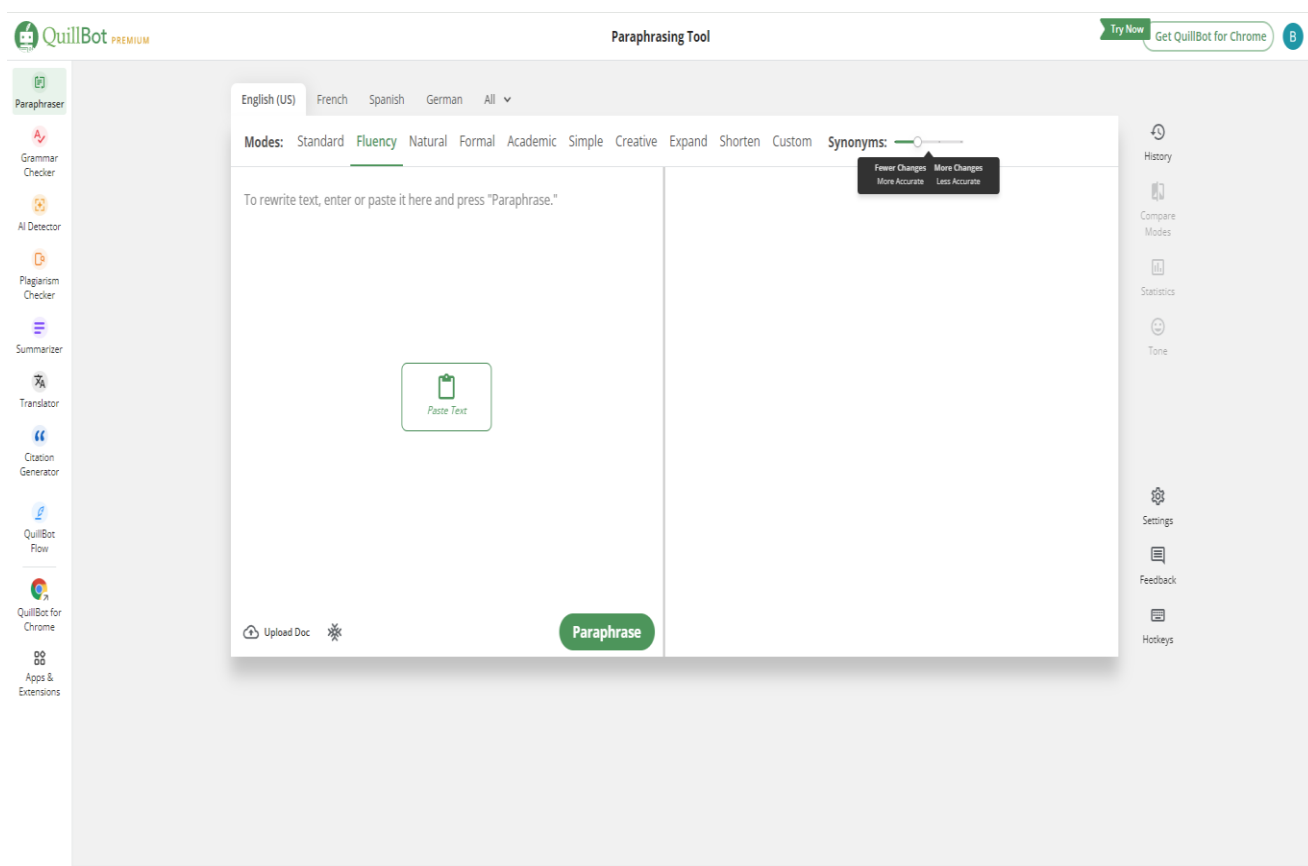 QuillBot PREMIUM
Paraphrasing Tool
Try Now
Get QuillBot for Chrome
B
Paraphraser
Grammar
Checker
AI Detector
Plagiarism
Checker
Summarizer
Translator
Citation
Generator
QuillBot
Flow
QuillBot for
Chrome
Apps &
Extensions
English (US) French Spanish German All
Modes: Standard Fluency Natural Formal Academic Simple Creative Expand Shorten Custom Synonyms:
Fewer Changes More Changes
More Accurate Less Accurate
To rewrite text, enter or paste it here and press "Paraphrase."
Paste Text
Upload Doc
Paraphrase
History
Compare
Modes
Statistics
Tone
Settings
Feedback
Hotkeys